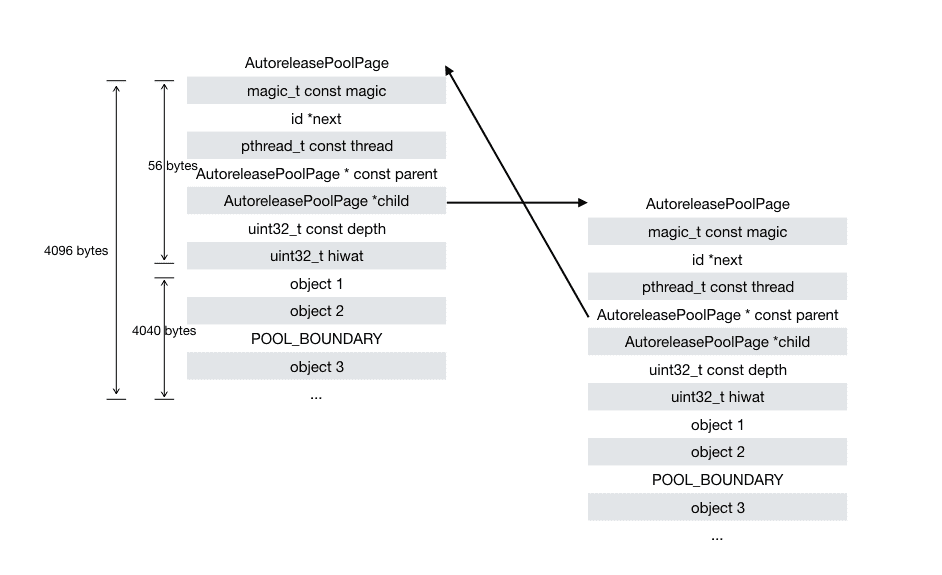 AutoreleasePoolPage
magic_t const magic
id *next
pthread_t const thread
56 bytes
AutoreleasePoolPage * const parent
AutoreleasePoolPage *child
uint32_t const depth
4096 bytes
uint32_t hiwat
object 1
object 2
4040 bytes
POOL_BOUNDARY
object 3
...
AutoreleasePoolPage
magic_t const magic
id *next
pthread_t const thread
AutoreleasePoolPage * const parent
AutoreleasePoolPage *child
uint32_t const depth
uint32_t hiwat
object 1
object 2
POOL_BOUNDARY
object 3
...